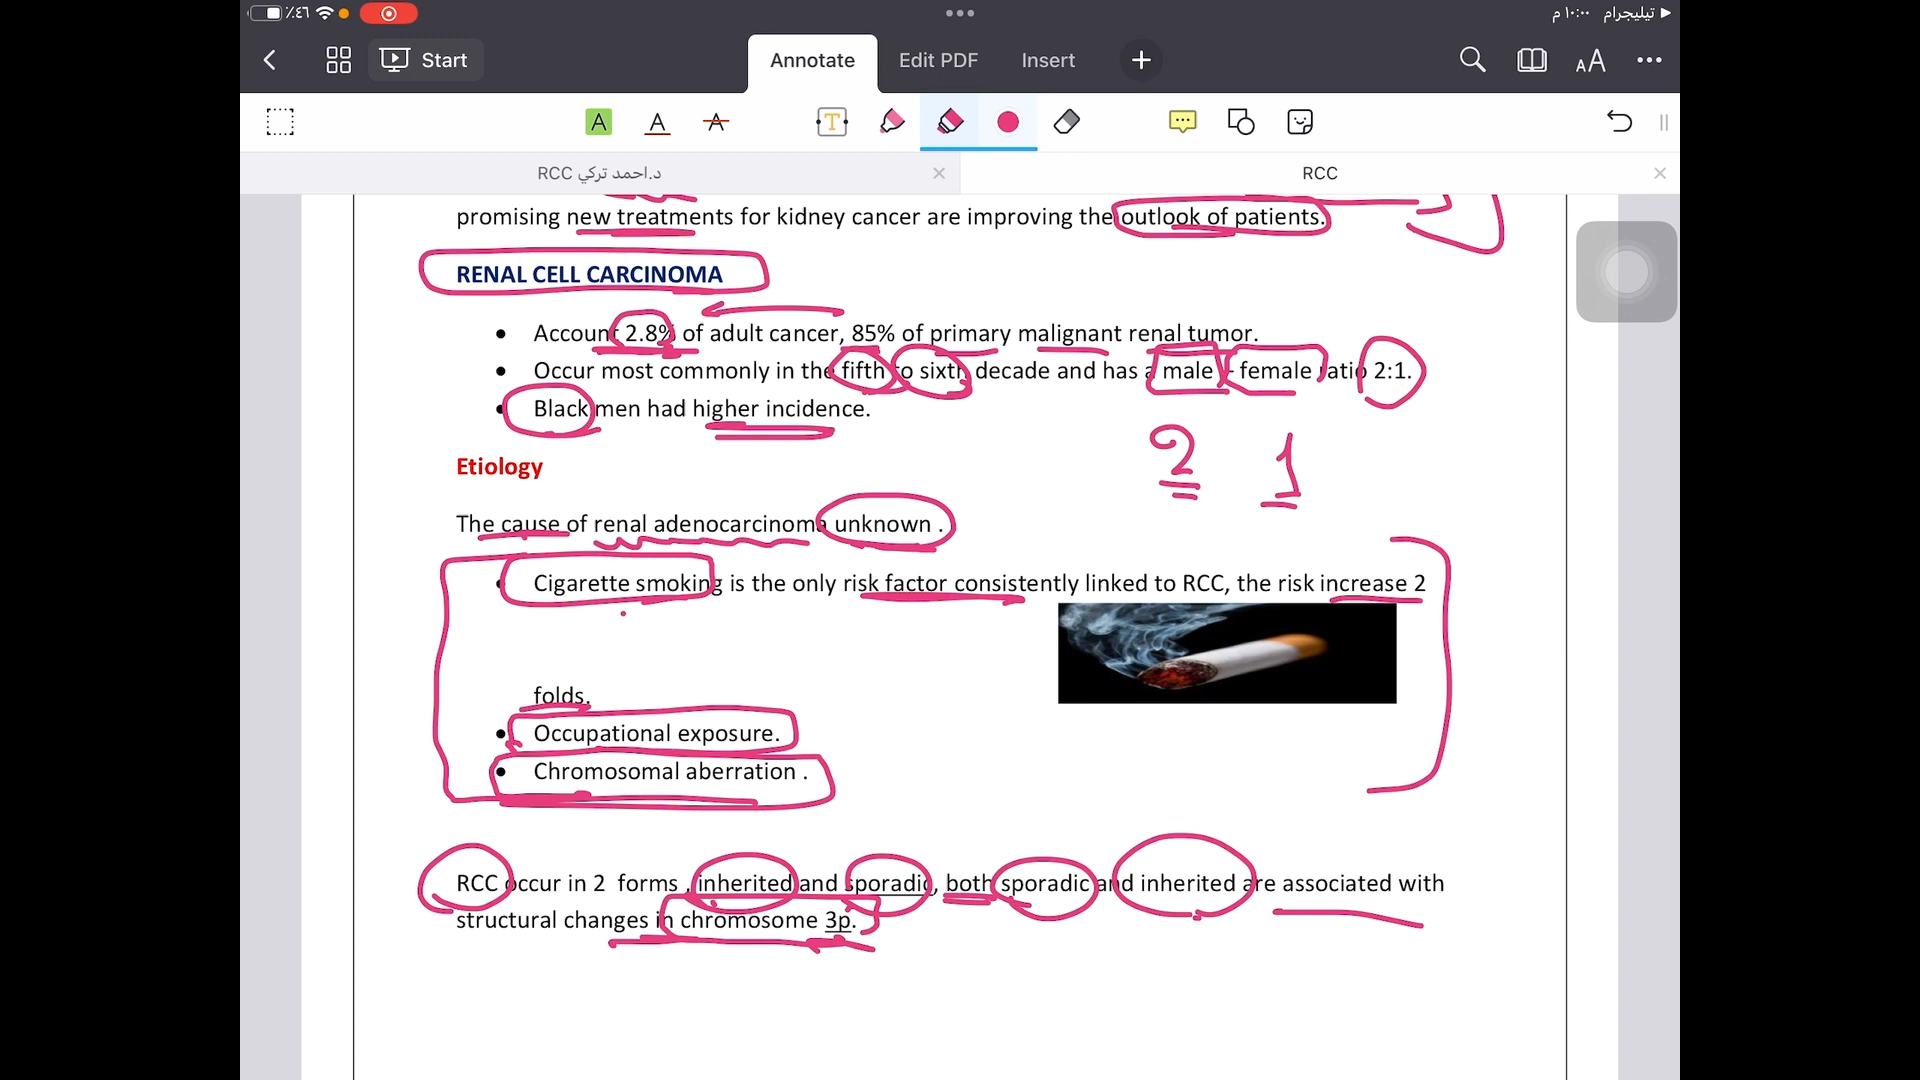 ٪٤٦
١٠:٠٠ م تيليجرام
Start
Annotate
Edit PDF
Insert
A A A T AA
د.احمد تركي RCC
RCC
promising new treatments for kidney cancer are improving the outlook of patients.
RENAL CELL CARCINOMA
• Account 2.8% of adult cancer, 85% of primary malignant renal tumor.
• Occur most commonly in the fifth to sixth decade and has a male - female ratio 2:1.
• Black men had higher incidence.
2 1
Etiology
The cause of renal adenocarcinoma unknown .
• Cigarette smoking is the only risk factor consistently linked to RCC, the risk increase 2
folds.
• Occupational exposure.
• Chromosomal aberration .
RCC occur in 2 forms , inherited and sporadic, both sporadic and inherited are associated with
structural changes in chromosome 3p.